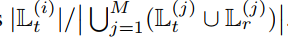 s |𝕃_t^{(i)}|/|⋃_{j=1}^{M}(𝕃_t^{(j)} ∪ 𝕃_r^{(j)})|.